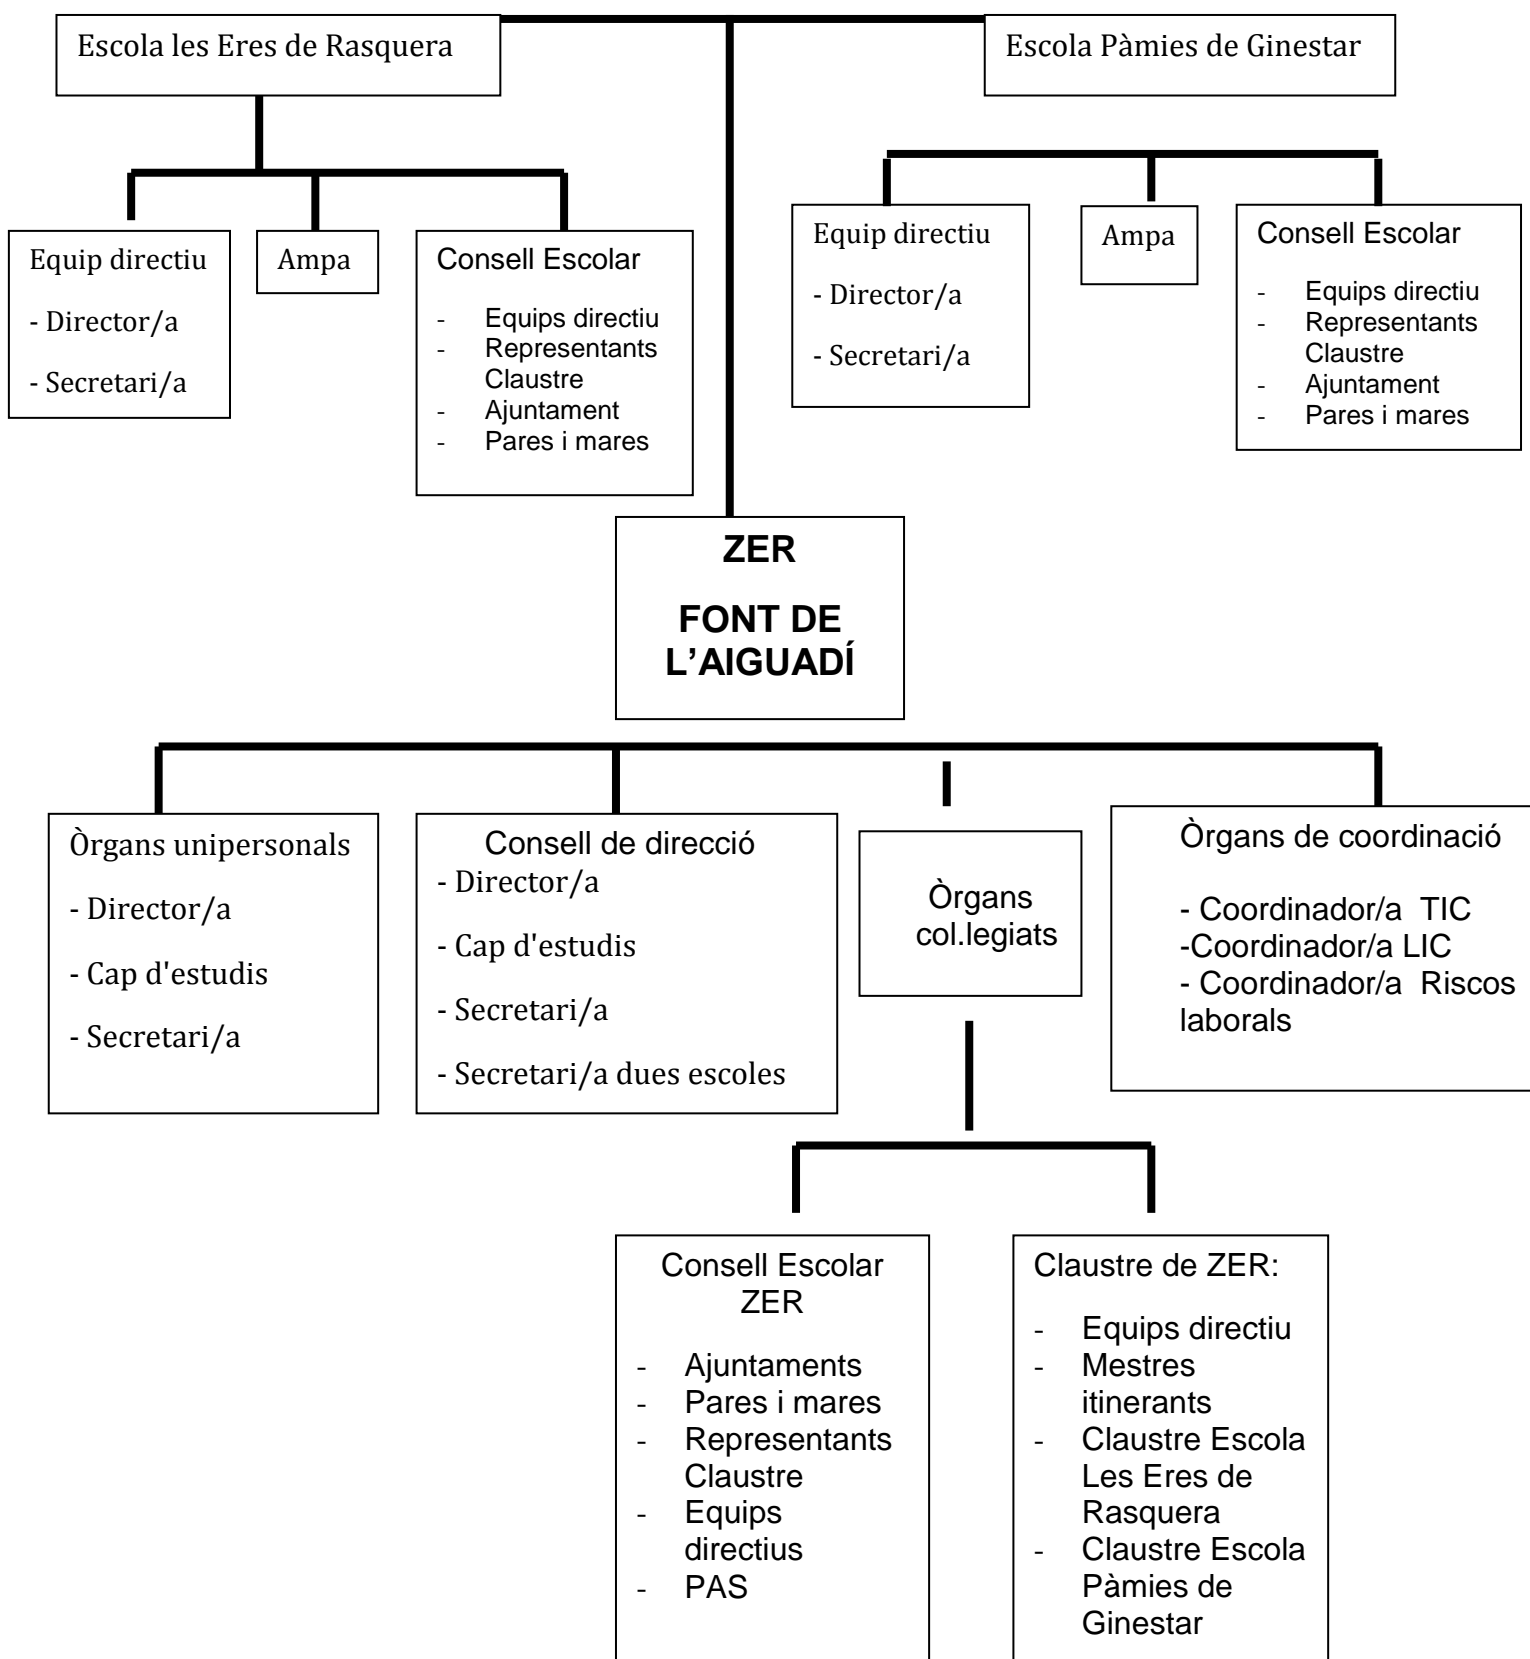 Escola les Eres de Rasquera
Escola Pàmies de Ginestar
Equip directiu
- Director/a
- Secretari/a
Ampa
Consell Escolar
- Equips directiu
- Representants
Claustre
- Ajuntament
- Pares i mares
Equip directiu
- Director/a
- Secretari/a
Ampa
Consell Escolar
- Equips directiu
- Representants
Claustre
- Ajuntament
- Pares i mares
ZER
FONT DE
L’AIGUADÍ
Òrgans unipersonals
- Director/a
- Cap d'estudis
- Secretari/a
Consell de direcció
- Director/a
- Cap d'estudis
- Secretari/a
- Secretari/a dues escoles
Òrgans
col.legiats
Òrgans de coordinació
- Coordinador/a TIC
-Coordinador/a LIC
- Coordinador/a Riscos
laborals
Consell Escolar
ZER
- Ajuntaments
- Pares i mares
- Representants
Claustre
- Equips
directius
- PAS
Claustre de ZER:
- Equips directiu
- Mestres
itinerants
- Claustre Escola
Les Eres de
Rasquera
- Claustre Escola
Pàmies de
Ginestar